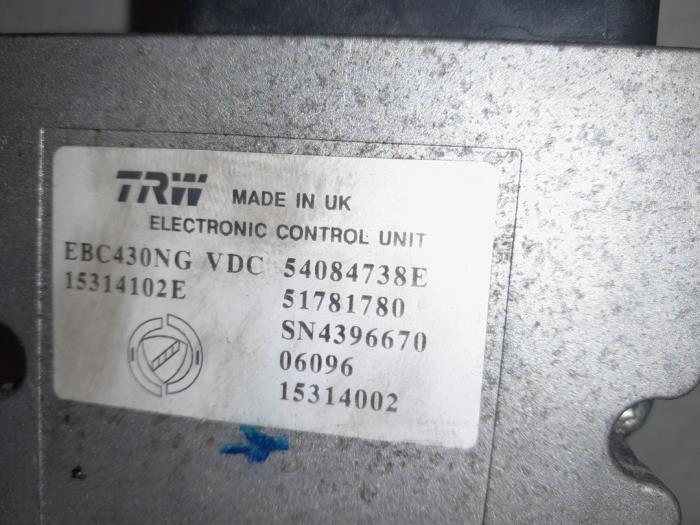 TRW MADE IN UK
ELECTRONIC CONTROL UNIT
EBC430NG VDC 54084738E
15314102E 51781780
SN4396670
06096
15314002